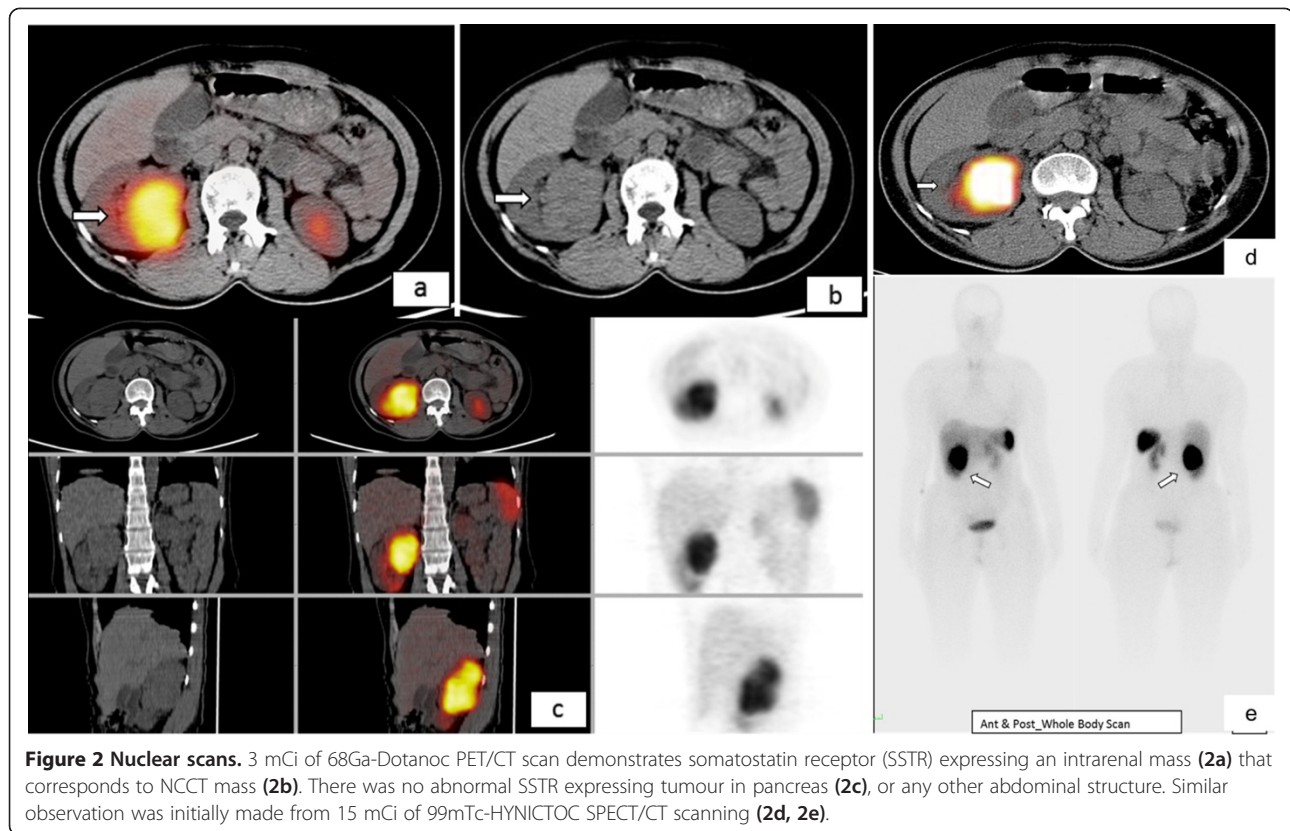 a
b
d
c
Ant & Post_Whole Body Scan
e
Figure 2 Nuclear scans. 3 mCi of 68Ga-Dotanoc PET/CT scan demonstrates somatostatin receptor (SSTR) expressing an intrarenal mass (2a) that
corresponds to NCCT mass (2b). There was no abnormal SSTR expressing tumour in pancreas (2c), or any other abdominal structure. Similar
observation was initially made from 15 mCi of 99mTc-HYNICTOC SPECT/CT scanning (2d, 2e).